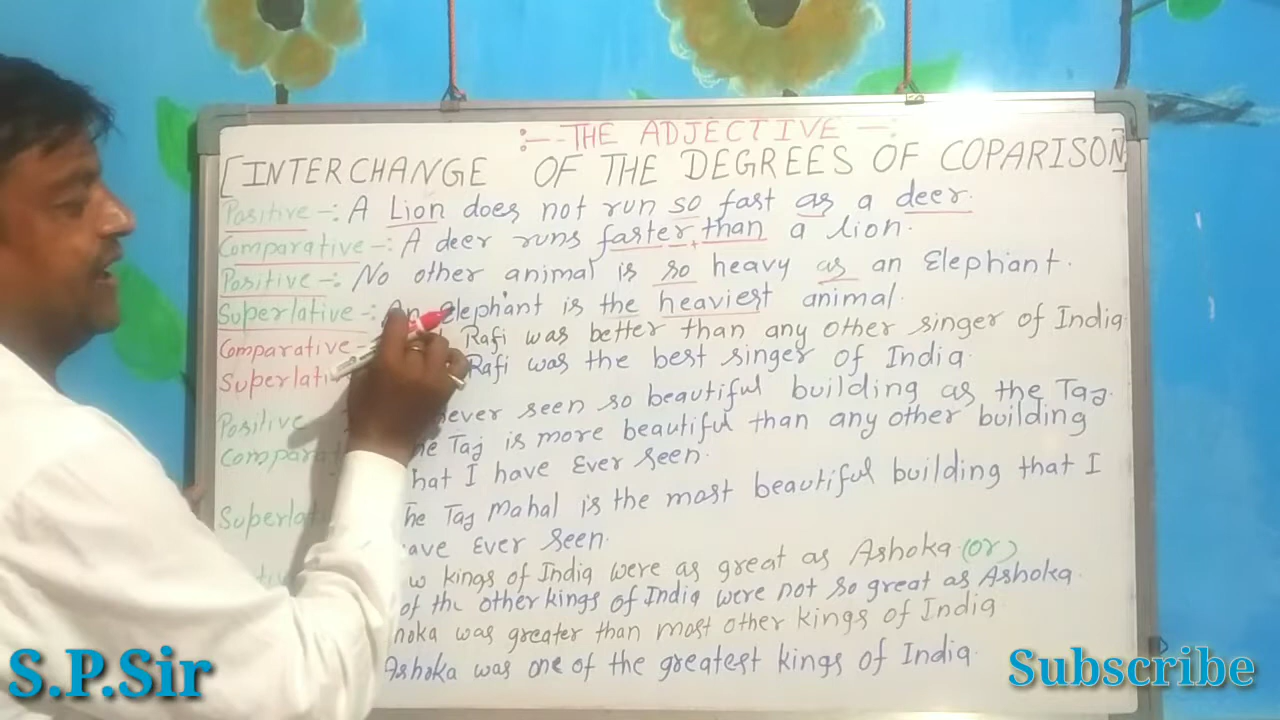 :- - THE ADJECTIVE -:
[INTERCHANGE OF THE DEGREES OF COPARISON]
Positive -: A Lion does not run so fast as a deer.
Comparative -: A deer runs faster than a lion.
Positive -: No other animal is so heavy as an Elephant.
Superlative -: An elephant is the heaviest animal.
Comparative - Rafi was better than any other singer of India
Rafi was the best singer of India.
Positive seen so beautiful building as the Taj.
Taj is more beautiful than any other building
I have Ever seen.
Taj Mahal is the most beautiful building that I
Ever seen.
kings of India were as great as Ashoka (or)
of the other kings of India were not so great as Ashoka.
was greater than most other kings of India
Ashoka was one of the greatest kings of India.
S.P.Sir
Subscribe